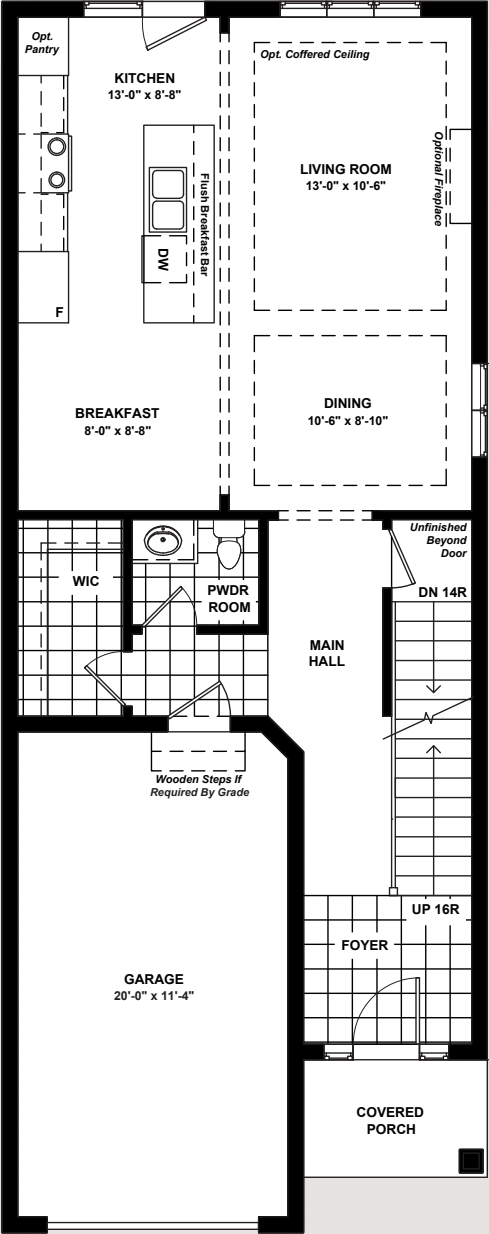 Opt.
Pantry
KITCHEN
13'-0" x 8'-8"
Opt. Coffered Ceiling
LIVING ROOM
13'-0" x 10'-6"
Optional Fireplace
Flush Breakfast Bar
DW
F
BREAKFAST
8'-0" x 8'-8"
DINING
10'-6" x 8'-10"
Unfinished
Beyond
Door
WIC
PWDR
ROOM
DN 14R
MAIN
HALL
Wooden Steps If
Required By Grade
UP 16R
FOYER
GARAGE
20'-0" x 11'-4"
COVERED
PORCH